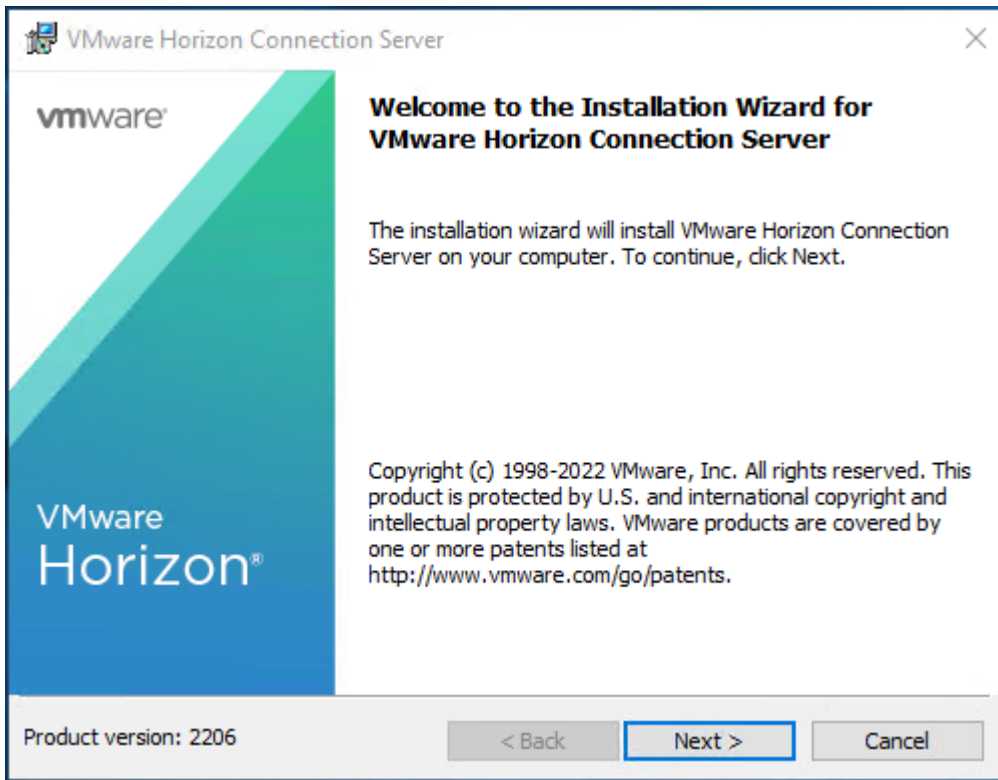 VMware Horizon Connection Server
vmware®
Welcome to the Installation Wizard for
VMware Horizon Connection Server
The installation wizard will install VMware Horizon Connection
Server on your computer. To continue, click Next.
Copyright (c) 1998-2022 VMware, Inc. All rights reserved. This
product is protected by U.S. and international copyright and
intellectual property laws. VMware products are covered by
one or more patents listed at
http://www.vmware.com/go/patents.
VMware
Horizon®
Product version: 2206
< Back
Next >
Cancel